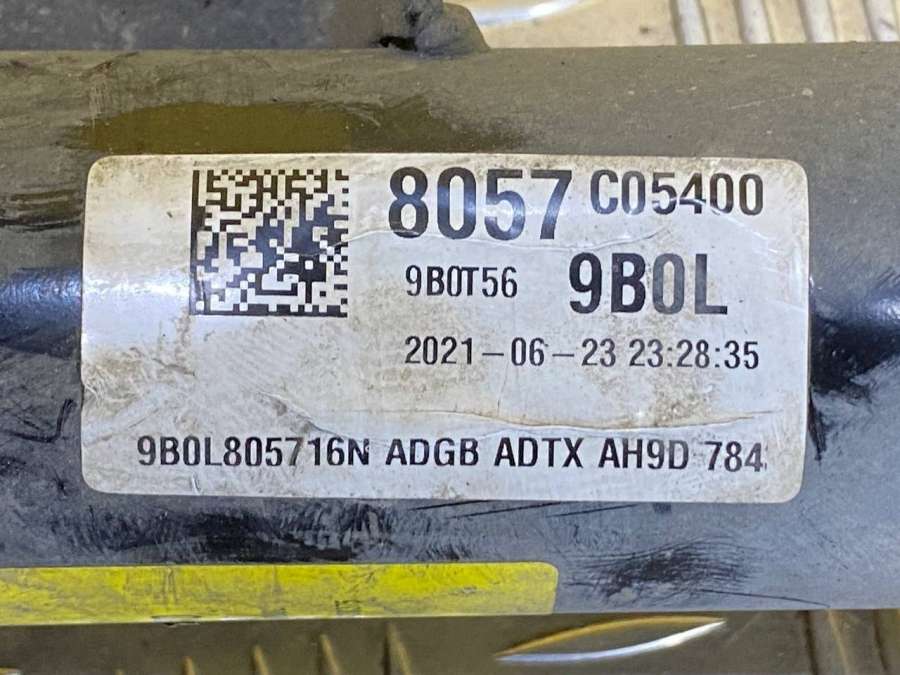 8057 C05400
9B0T56 9B0L
2021-06-23 23:28:35
9B0L805716N ADGB ADTX AH9D 784